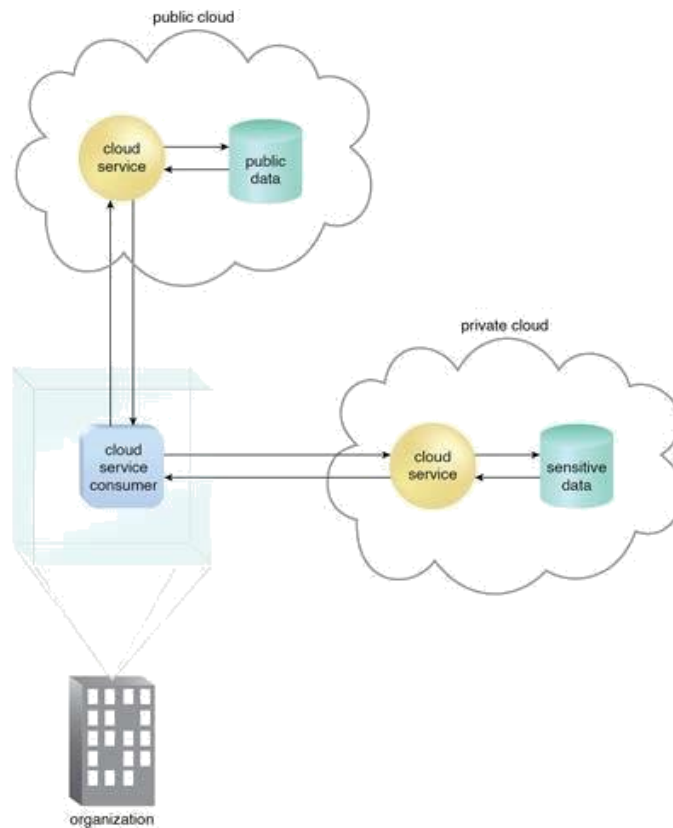 public cloud
cloud
service
public
data
private cloud
cloud
service
consumer
cloud
service
sensitive
data
organization